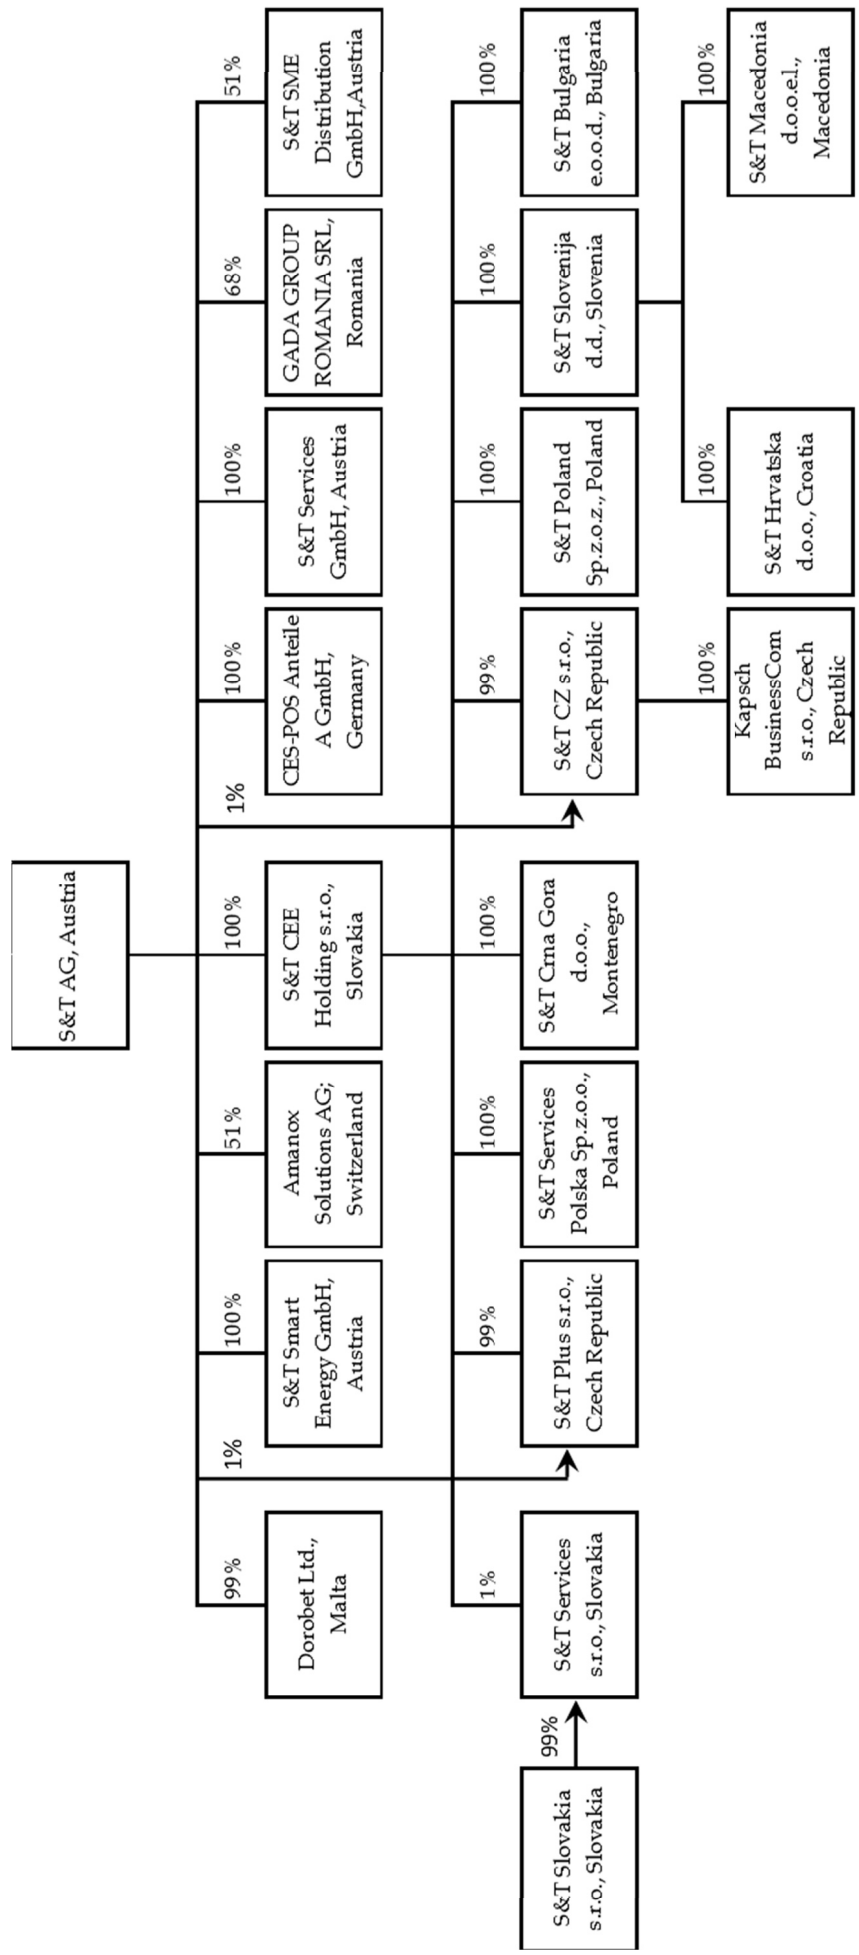 S&T AG, Austria
99%
Dorobet Ltd.,
Malta
1%
100%
S&T Smart
Energy GmbH,
Austria
51%
Amanox
Solutions AG;
Switzerland
100%
S&T CEE
Holding s.r.o.,
Slovakia
1%
100%
CES-POS Anteile
A GmbH,
Germany
100%
S&T Services
GmbH, Austria
68%
GADA GROUP
ROMANIA SRL,
Romania
51%
S&T SME
Distribution
GmbH,Austria
S&T Slovakia
s.r.o., Slovakia
99%
1%
S&T Services
s.r.o., Slovakia
99%
S&T Plus s.r.o.,
Czech Republic
100%
S&T Services
Polska Sp.z.o.o.,
Poland
100%
S&T Crna Gora
d.o.o.,
Montenegro
99%
S&T CZ s.r.o.,
Czech Republic
100%
S&T Poland
Sp.z.o.z., Poland
100%
S&T Slovenija
d.d., Slovenia
100%
S&T Bulgaria
e.o.o.d., Bulgaria
100%
Kapsch
BusinessCom
s.r.o., Czech
Republic
100%
S&T Hrvatska
d.o.o., Croatia
100%
S&T Macedonia
d.o.o.e.l.,
Macedonia